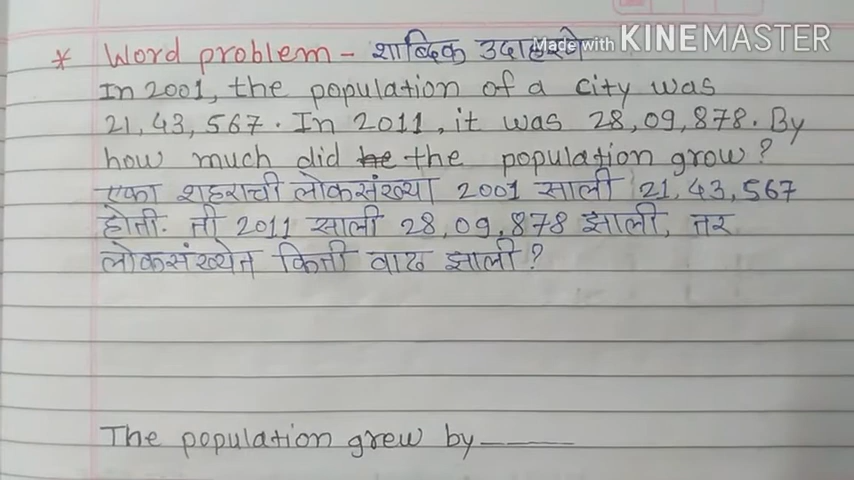 * Word problem - शाब्दिक उदाहरणे
Made with KINEMASTER
In 2001, the population of a city was
21,43,567. In 2011, it was 28,09,878. By
how much did he the population grow?
एका शहराची लोकसंख्या 2001 साली 21,43,567
होती. ती 2011 साली 28,09,878 झाली, तर
लोकसंख्येत किती वाढ झाली?
The population grew by______